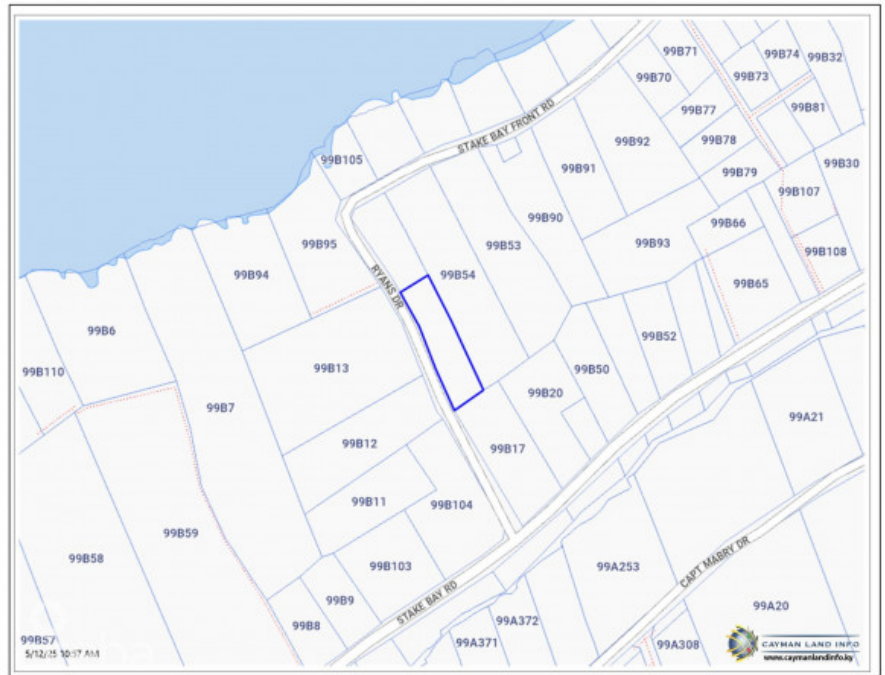 99B71
99B74
99B32
99B70
99B73
99B77
99B81
STAKE BAY FRONT RD
99B92
99B78
99B105
99B91
99B79
99B30
99B107
99B90
99B66
99B95
99B53
99B93
99B108
99B94
RYANS DR
99B54
99B65
99B6
99B52
99B110
99B13
99B50
99B20
99B7
99A21
99B12
99B17
99B11
99B104
99B59
CAPT MABRY DR
99B58
99B103
99A253
STAKE BAY RD
99B9
99A20
99B8
99A372
99B57
99A371
99A308
5/12/25 10:57 AM
CAYMAN LAND INFO
www.caymanlandinfo.ky